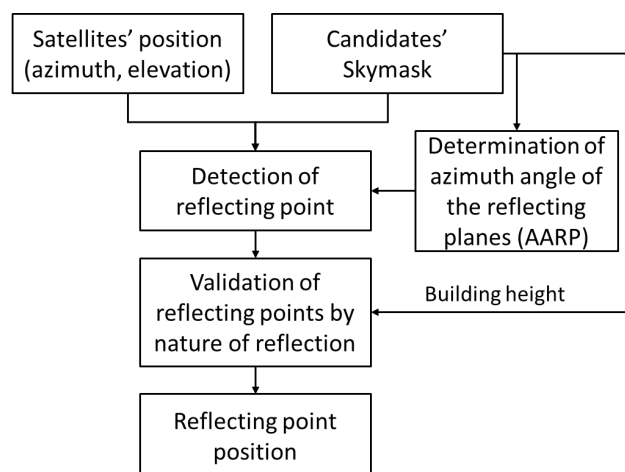 Satellites' position
(azimuth, elevation)
Candidates'
Skymask
Detection of
reflecting point
Determination of
azimuth angle of
the reflecting
planes (AARP)
Validation of
reflecting points by
nature of reflection
Building height
Reflecting point
position